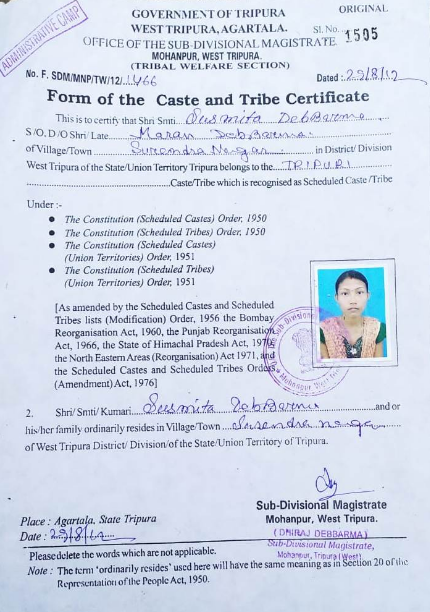 ORIGINAL
ADMINISTRATIVE CAMP
GOVERNMENT OF TRIPURA
WEST TRIPURA, AGARTALA.
Sl. No. 1505
OFFICE OF THE SUB-DIVISIONAL MAGISTRATE.
MOHANPUR, WEST TRIPURA.
(TRIBAL WELFARE SECTION)
No. F. SDM/MNP/TW/12/ 1466
Dated : 29/8/12
Form of the Caste and Tribe Certificate
This is to certify that Shri Smti. Susmita DebBarma
S/O, D/O Shri/Late Maran DebBarma
of Village/Town Surendra Nagar in District/ Division
West Tripura of the State/Union Territory Tripura belongs to the TRIPURI
Caste/Tribe which is recognised as Scheduled Caste /Tribe
Under :-
● The Constitution (Scheduled Castes) Order, 1950
● The Constitution (Scheduled Tribes) Order, 1950
● The Constitution (Scheduled Castes)
(Union Territories) Order, 1951
● The Constitution (Scheduled Tribes)
(Union Territories) Order, 1951
[As amended by the Scheduled Castes and Scheduled
Tribes lists (Modification) Order, 1956 the Bombay
Reorganisation Act, 1960, the Punjab Reorganisation
Act, 1966, the State of Himachal Pradesh Act, 1970
the North Eastern Areas (Reorganisation) Act 1971, and
the Scheduled Castes and Scheduled Tribes Orders
(Amendment) Act, 1976]
2. Shri/ Smti/ Kumari. Susmita DebBarma and or
his/her family ordinarily resides in Village/Town Surendra nagar
of West Tripura District/ Division/of the State/Union Territory of Tripura.
Sub-Divisional Magistrate
Mohanpur, West Tripura.
(DHIRAJ DEBBARMA)
Sub-Divisional Magistrate,
Mohanpur, Tripura (West)
Place : Agartala, State Tripura
Date : 29/8/12
Please delete the words which are not applicable.
Note : The term 'ordinarily resides' used here will have the same meaning as in Section 20 of the
Representation of the People Act, 1950.